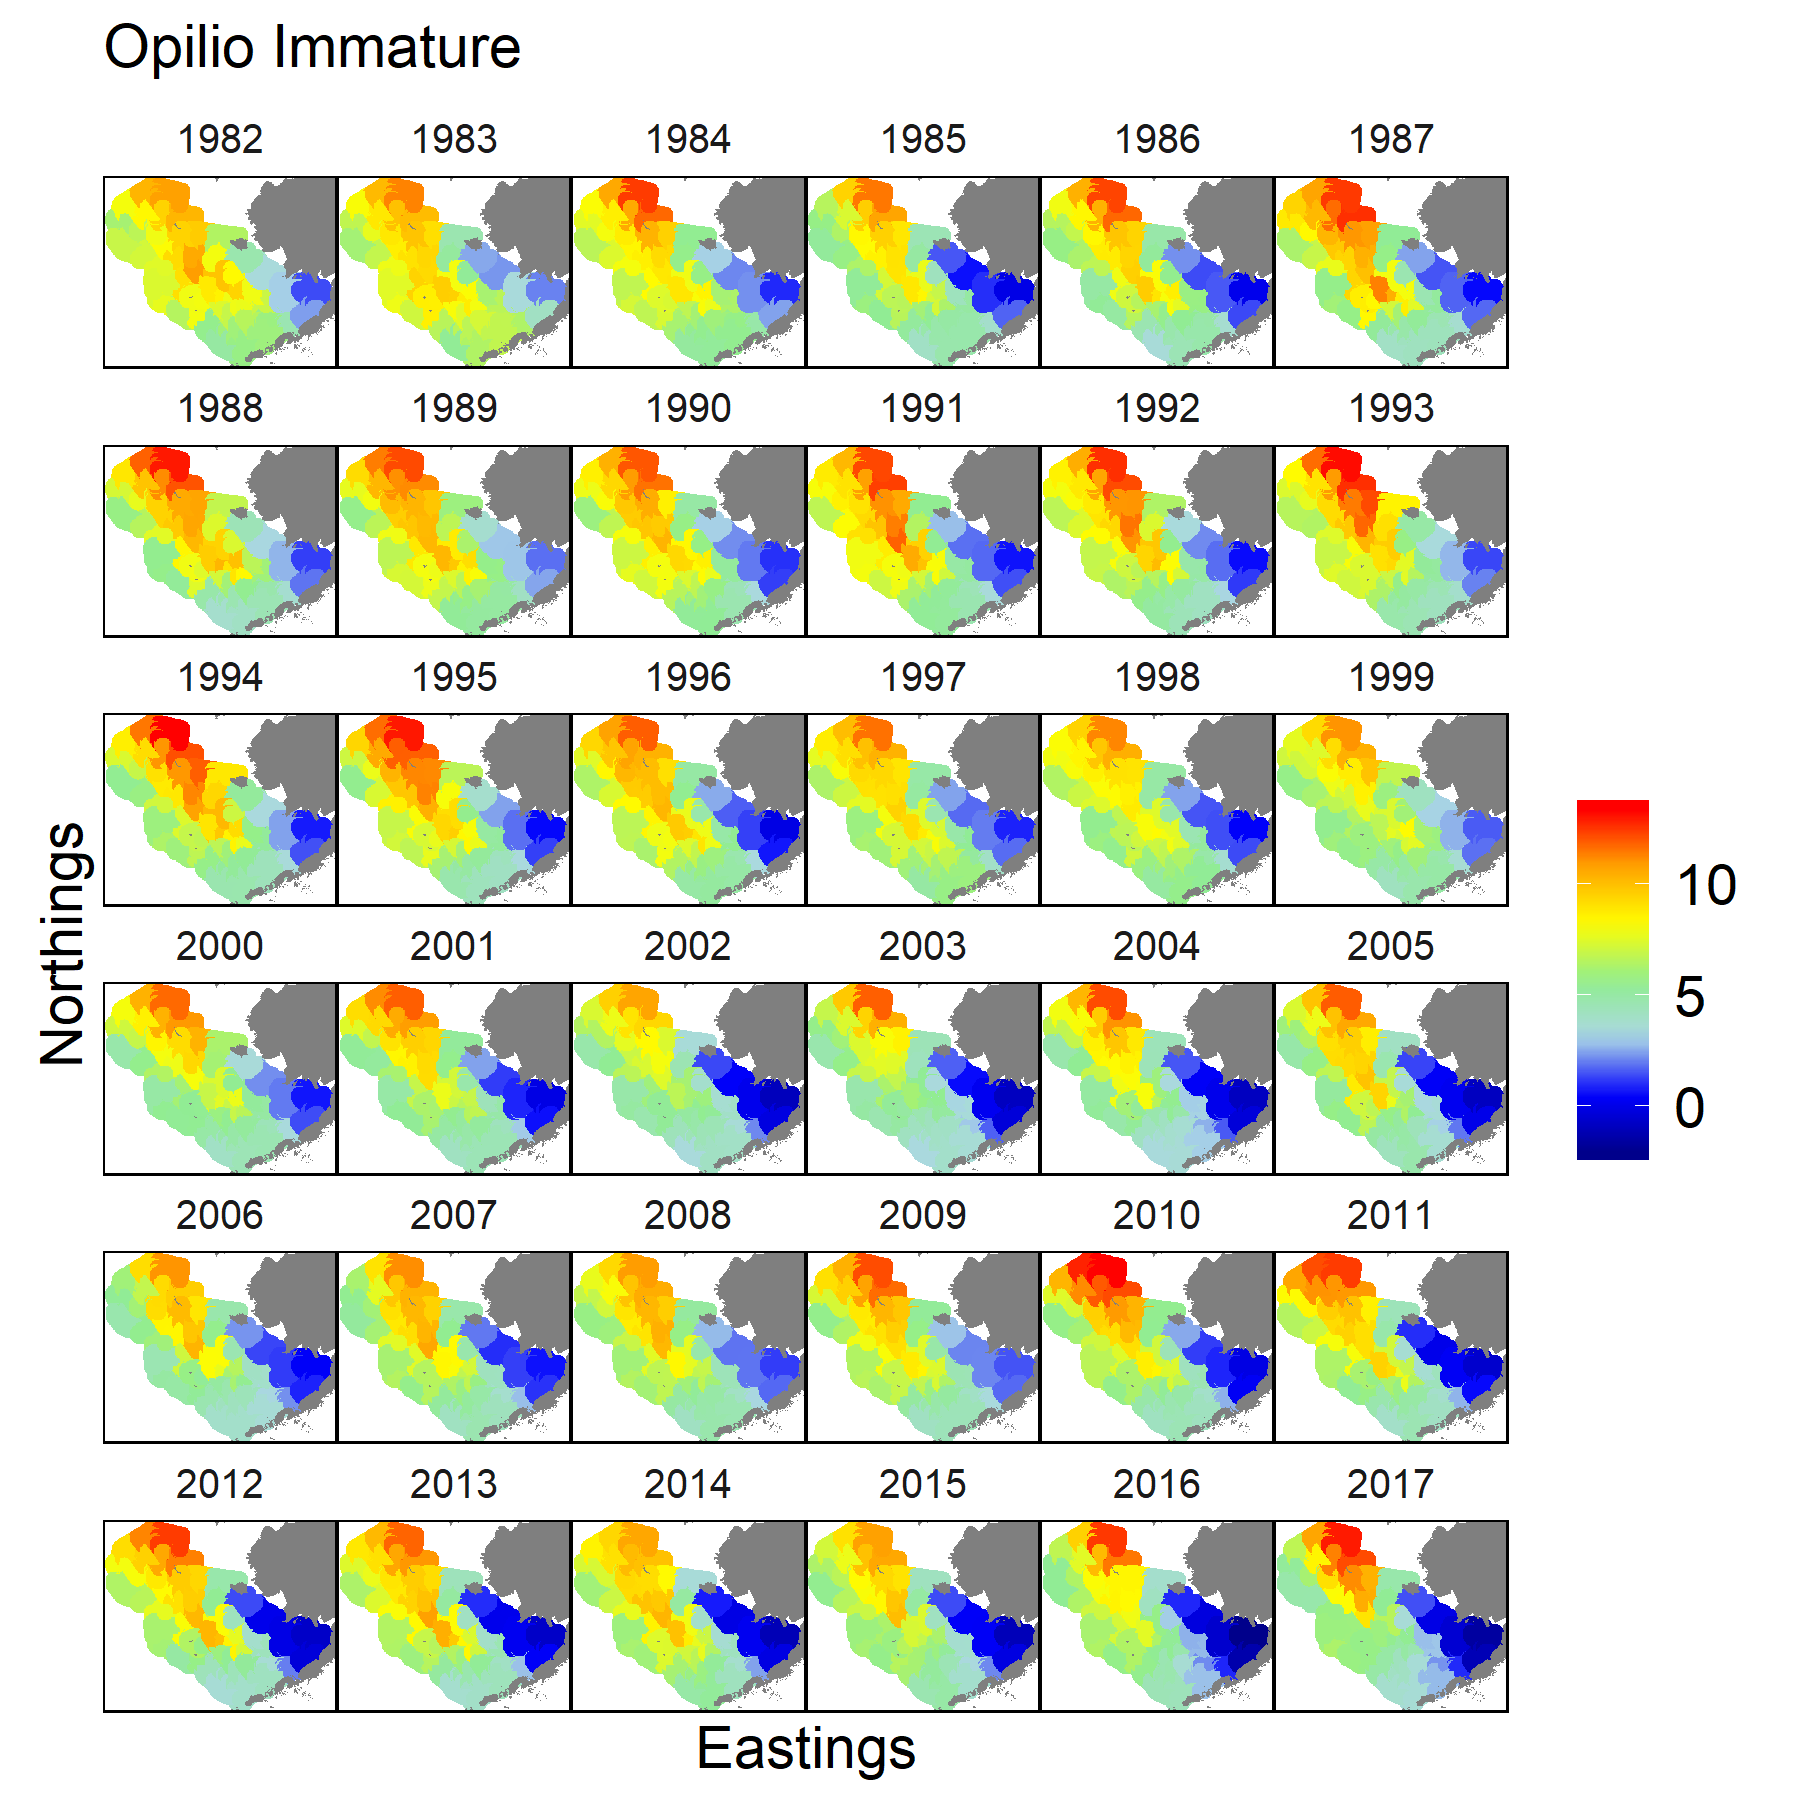 Opilio Immature
1982 1983 1984 1985 1986 1987
1988 1989 1990 1991 1992 1993
1994 1995 1996 1997 1998 1999
2000 2001 2002 2003 2004 2005
2006 2007 2008 2009 2010 2011
2012 2013 2014 2015 2016 2017
Northings
Eastings
10
5
0